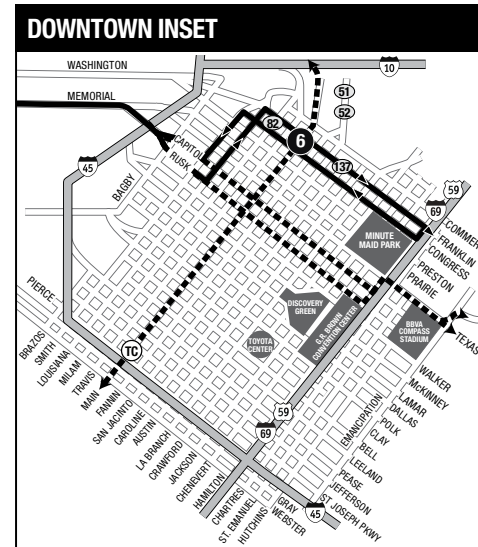 DOWNTOWN INSET
WASHINGTON
10
MEMORIAL
51
52
82
6
CAPITOL
RUSK
137
45
BAGBY
59
69
COMMERCE
FRANKLIN
CONGRESS
PRESTON
PRAIRIE
TEXAS
MINUTE
MAID PARK
DISCOVERY
GREEN
G.R. BROWN
CONVENTION CENTER
TOYOTA
CENTER
BBVA
COMPASS
STADIUM
PIERCE
BRAZOS
SMITH
LOUISIANA
MILAM
TRAVIS
MAIN
TC
FANNIN
SAN JACINTO
CAROLINE
AUSTIN
LA BRANCH
CRAWFORD
JACKSON
CHENEVERT
HAMILTON
59
69
CHARTRES
ST. EMANUEL
HUTCHINS
EMANCIPATION
WALKER
McKINNEY
LAMAR
DALLAS
POLK
CLAY
BELL
LEELAND
PEASE
JEFFERSON
ST JOSEPH PKWY
GRAY
WEBSTER
45